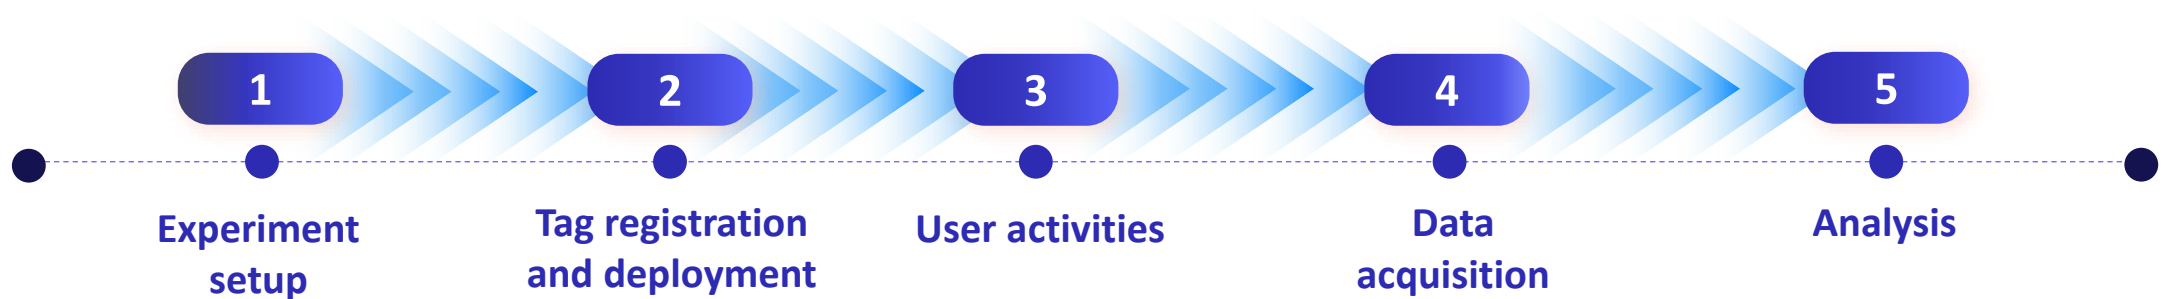 1
2
3
4
5
Experiment
setup
Tag registration
and deployment
User activities
Data
acquisition
Analysis